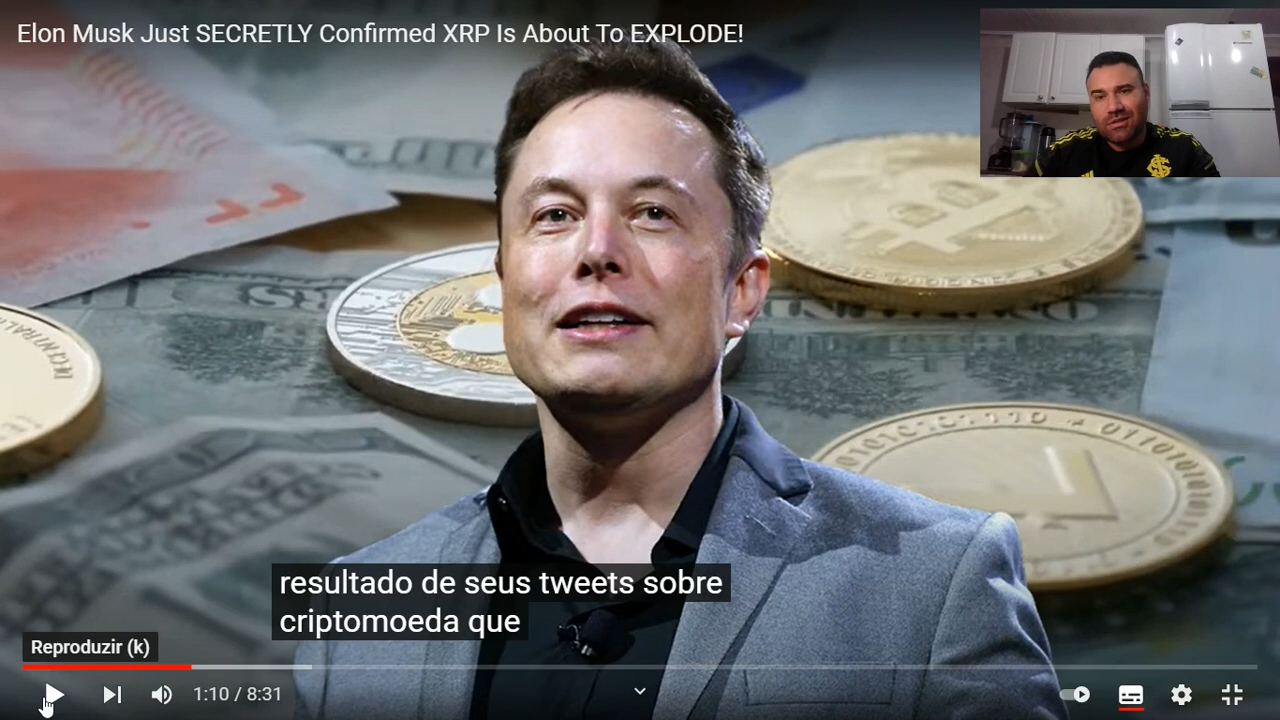 Elon Musk Just SECRETLY Confirmed XRP Is About To EXPLODE!
DECENTRAL
resultado de seus tweets sobre
criptomoeda que
Reproduzir (k)
1:10 / 8:31